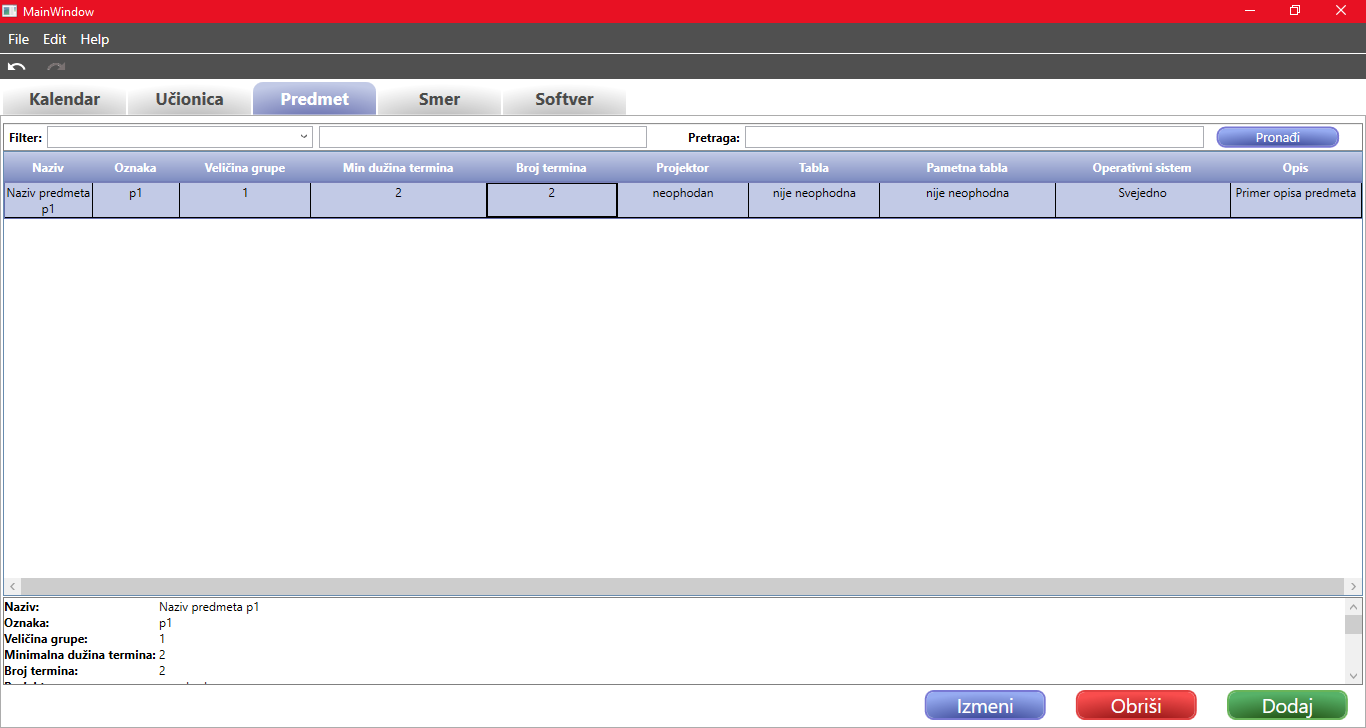 MainWindow
File Edit Help
Kalendar Učionica Predmet Smer Softver
Filter: Pretraga: Pronađi
Naziv Oznaka Veličina grupe Min dužina termina Broj termina Projektor Tabla Pametna tabla Operativni sistem Opis
Naziv predmeta p1 1 2 2 neophodan nije neophodna nije neophodna Svejedno Primer opisa predmeta
p1
Naziv: Naziv predmeta p1
Oznaka: p1
Veličina grupe: 1
Minimalna dužina termina: 2
Broj termina: 2
Izmeni Obriši Dodaj